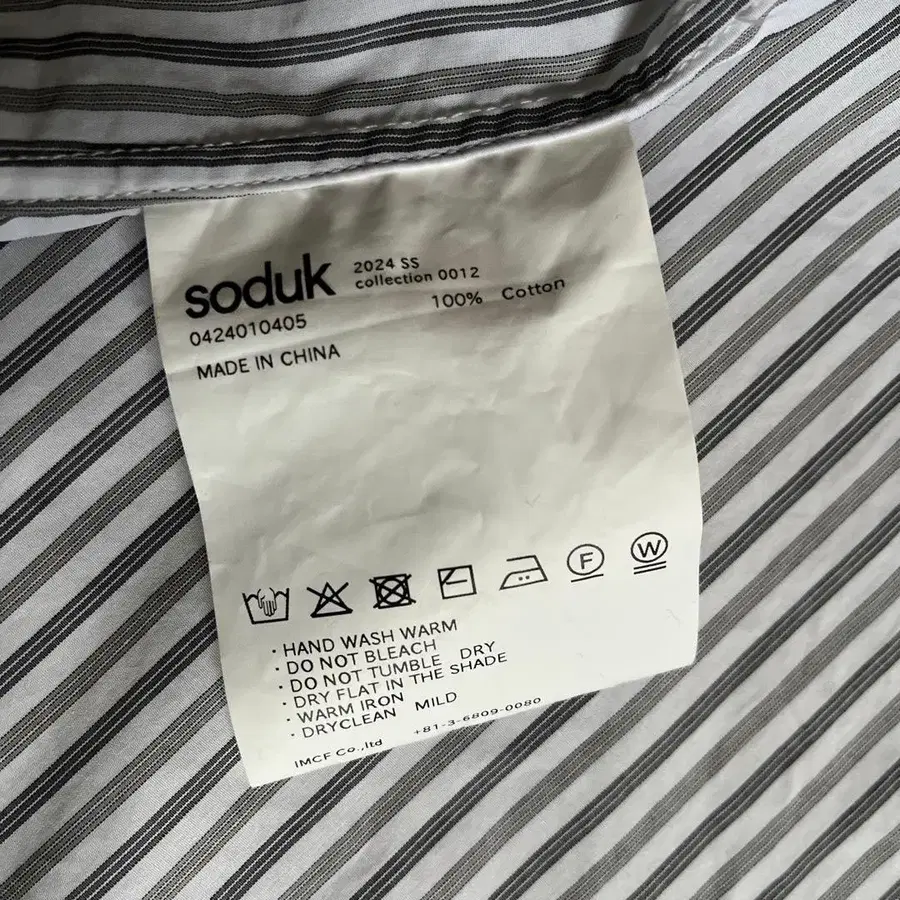 soduk 2024 SS
collection 0012
0424010405
100% Cotton
MADE IN CHINA
F
W
· HAND WASH WARM
· DO NOT BLEACH
· DO NOT TUMBLE DRY
· DRY FLAT IN THE SHADE
· WARM IRON
· DRYCLEAN MILD
IMCF Co.,ltd +81-3-6809-0080